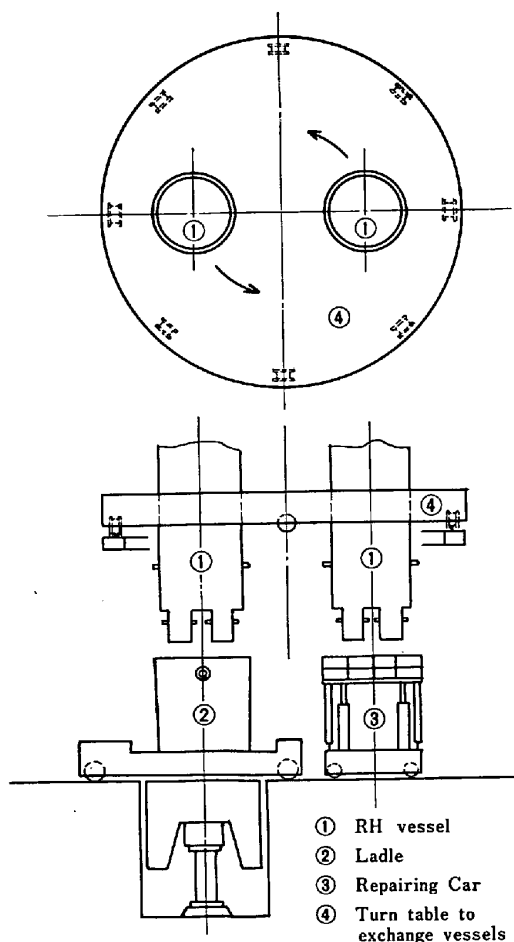 ①
①
④
④
①
①
②
③
① RH vessel
② Ladle
③ Repairing Car
④ Turn table to
exchange vessels